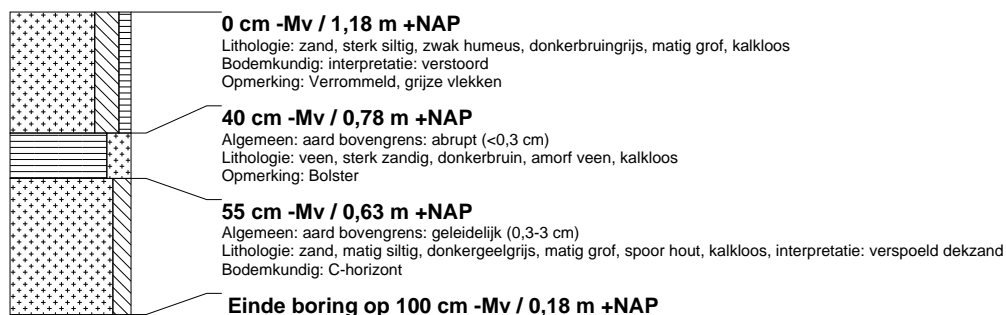 0 cm -Mv / 1,18 m +NAP
Lithologie: zand, sterk siltig, zwak humeus, donkerbruingrijs, matig grof, kalkloos
Bodemkundig: interpretatie: verstoord
Opmerking: Verrommeld, grijze vlekken
40 cm -Mv / 0,78 m +NAP
Algemeen: aard bovengrens: abrupt (<0,3 cm)
Lithologie: veen, sterk zandig, donkerbruin, amorf veen, kalkloos
Opmerking: Bolster
55 cm -Mv / 0,63 m +NAP
Algemeen: aard bovengrens: geleidelijk (0,3-3 cm)
Lithologie: zand, matig siltig, donkergeelgrijs, matig grof, spoor hout, kalkloos, interpretatie: verspoeld dekzand
Bodemkundig: C-horizont
Einde boring op 100 cm -Mv / 0,18 m +NAP